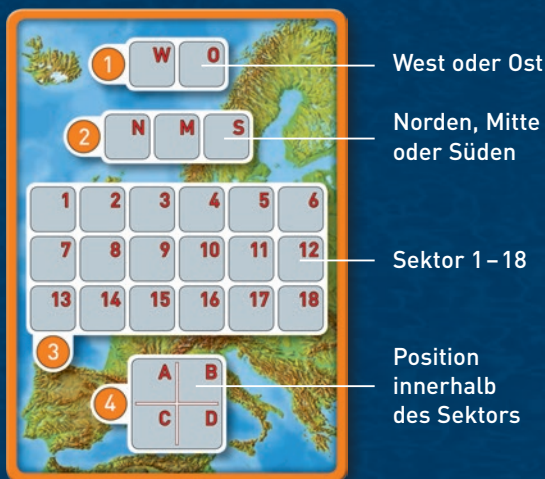 1 W O
West oder Ost
2 N M S
Norden, Mitte
oder Süden
1 2 3 4 5 6
7 8 9 10 11 12
Sektor 1–18
13 14 15 16 17 18
3
Position
innerhalb
des Sektors
4
A B
C D